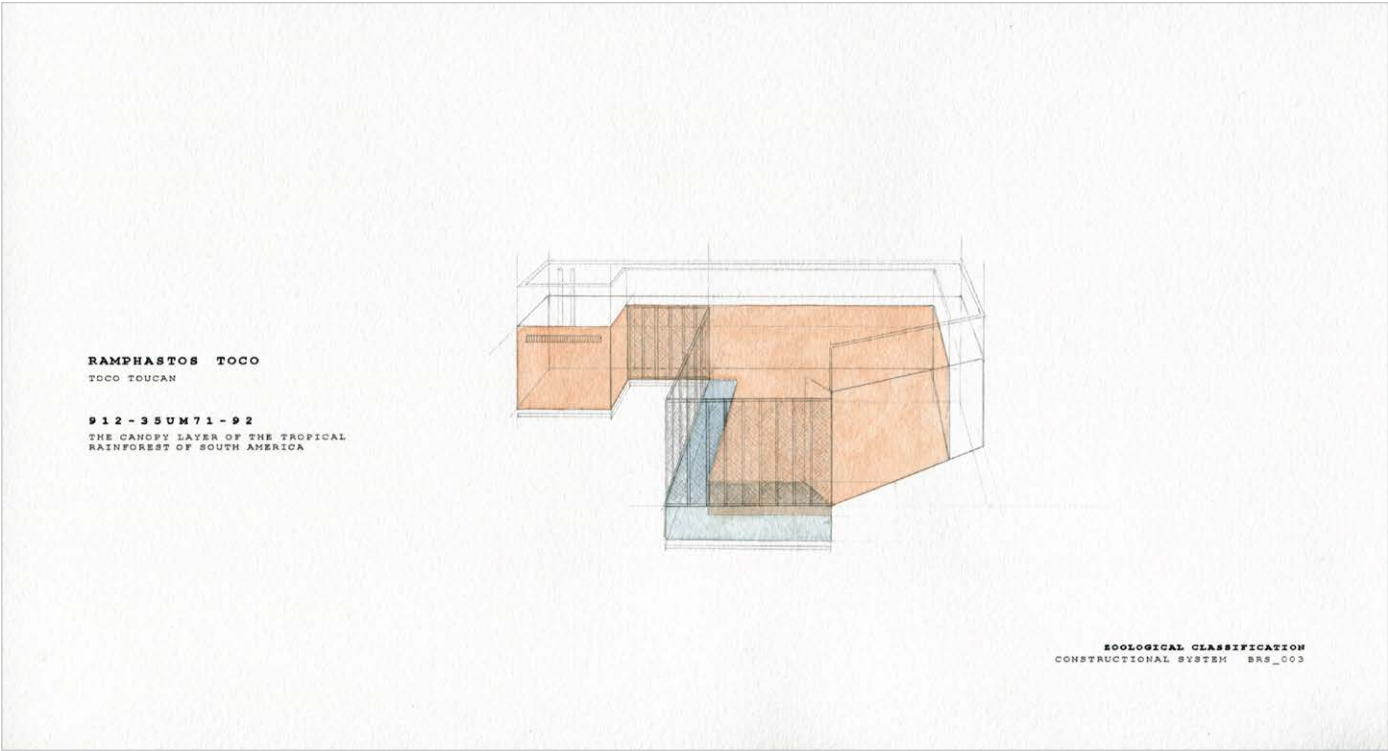 RAMPHASTOS TOCO
TOCO TOUCAN
912-35UM71-92
THE CANOPY LAYER OF THE TROPICAL
RAINFOREST OF SOUTH AMERICA
ZOOLOGICAL CLASSIFICATION
CONSTRUCTIONAL SYSTEM BRS_003